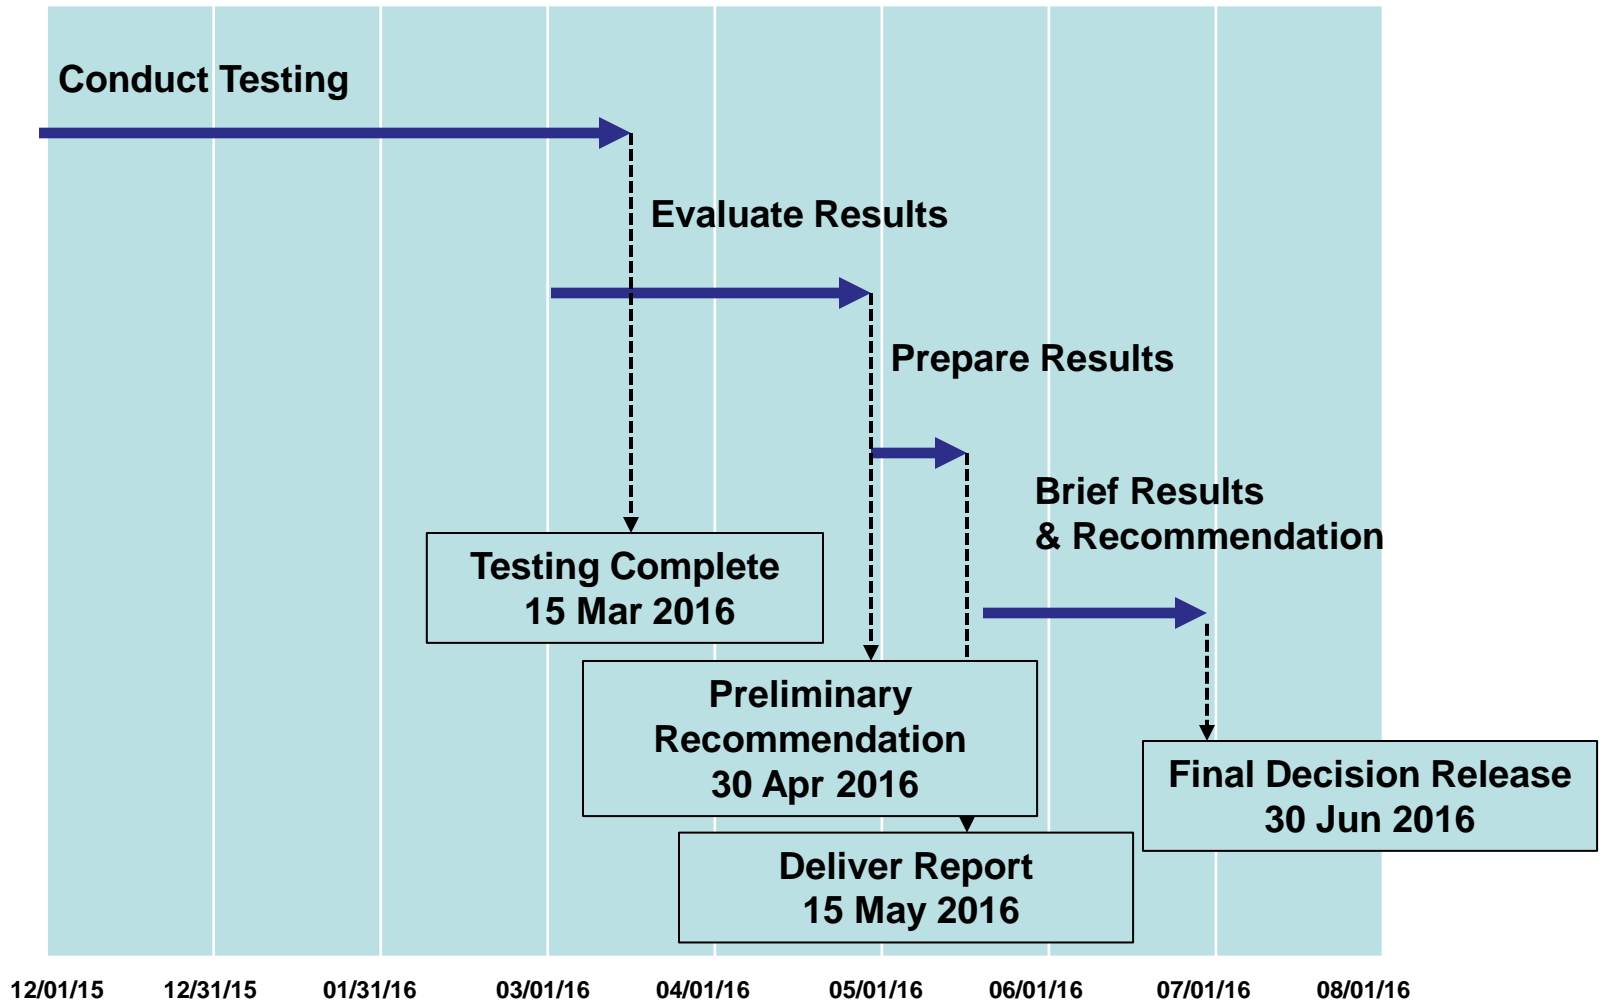 Conduct Testing
Evaluate Results
Prepare Results
Brief Results
& Recommendation
Testing Complete
15 Mar 2016
Preliminary
Recommendation
30 Apr 2016
Final Decision Release
30 Jun 2016
Deliver Report
15 May 2016
12/01/15 12/31/15 01/31/16 03/01/16 04/01/16 05/01/16 06/01/16 07/01/16 08/01/16